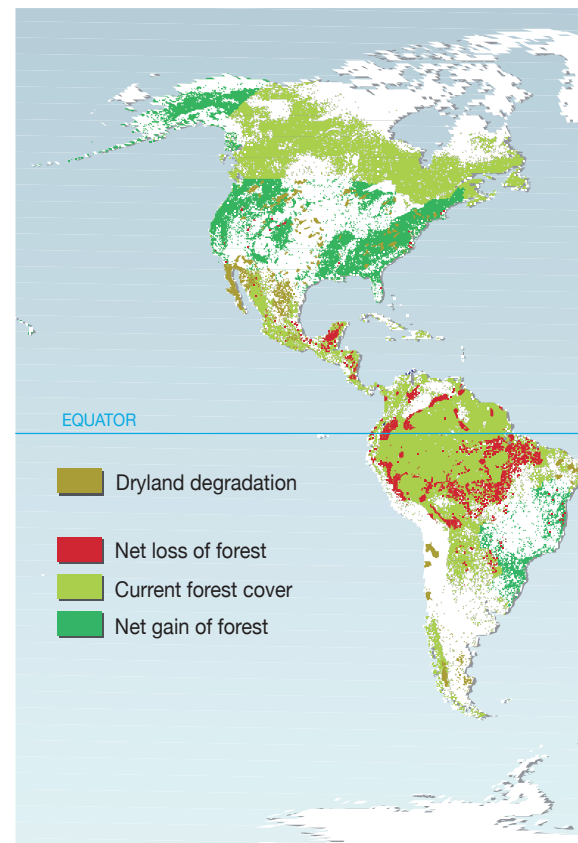 EQUATOR
Dryland degradation
Net loss of forest
Current forest cover
Net gain of forest